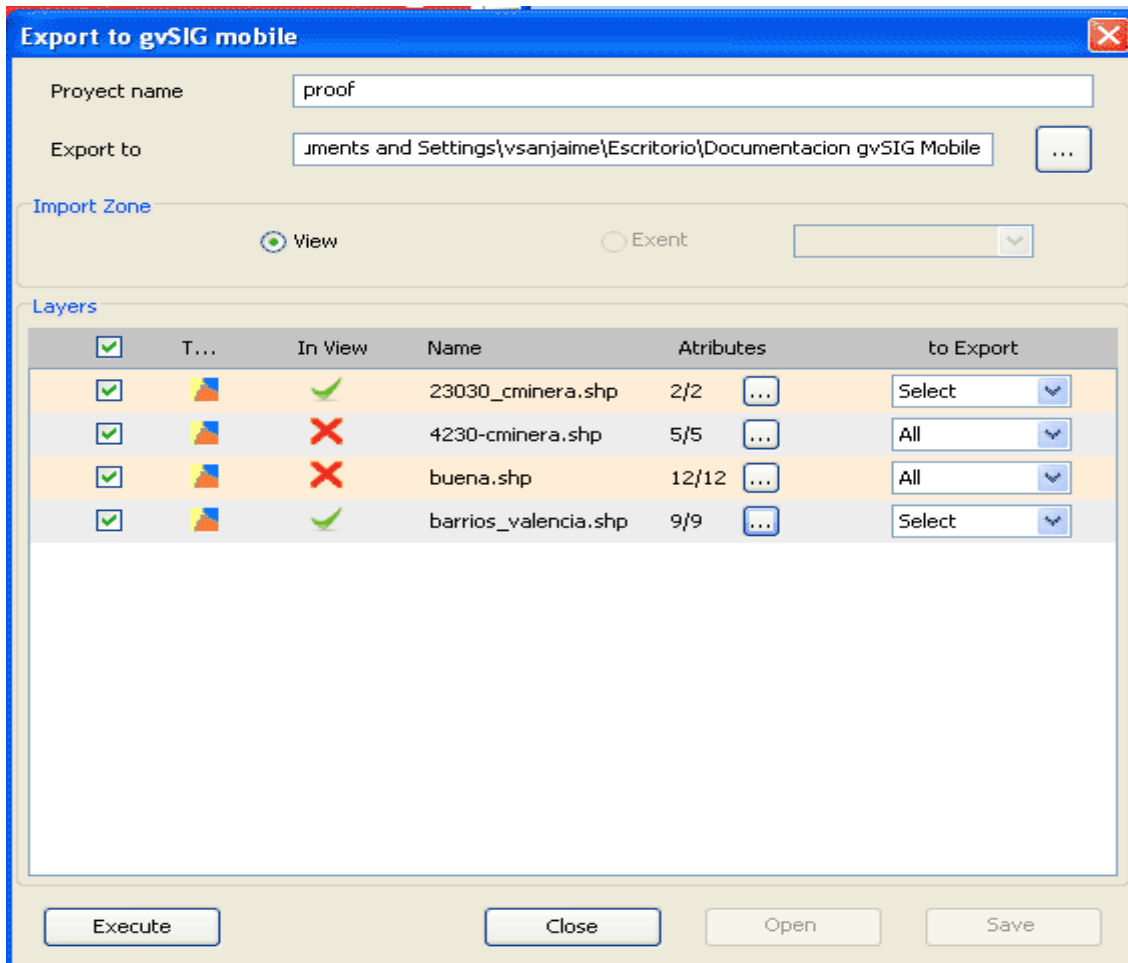 Export to gvSIG mobile
Proyect name proof
Export to uments and Settings\vsanjaime\Escritorio\Documentacion gvSIG Mobile ...
Import Zone
View Exent
Layers
T... In View Name Atributes to Export
23030_cminera.shp 2/2 ... Select
4230-cminera.shp 5/5 ... All
buena.shp 12/12 ... All
barrios_valencia.shp 9/9 ... Select
Execute Close Open Save